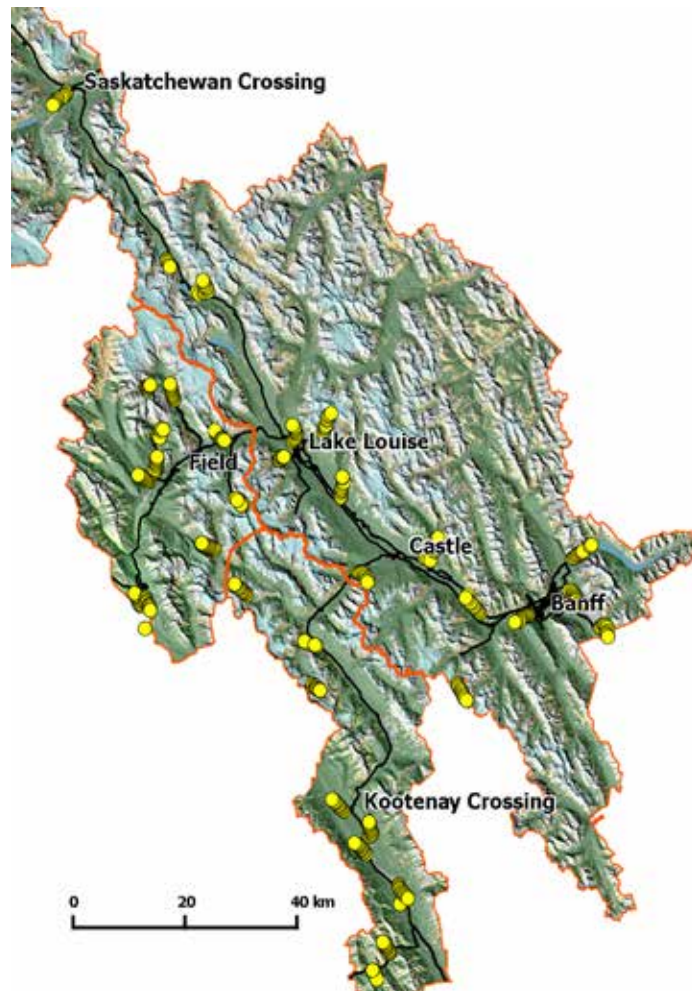 Saskatchewan Crossing
Lake Louise
Field
Castle
Banff
Kootenay Crossing
0 20 40 km